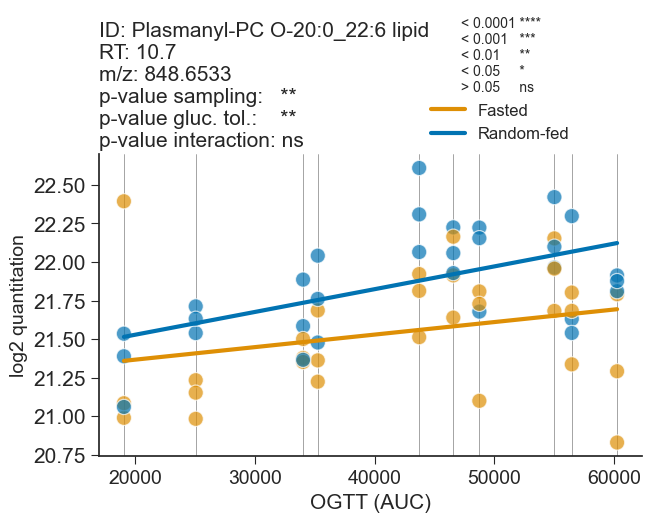 ID: Plasmanyl-PC O-20:0_22:6 lipid
RT: 10.7
m/z: 848.6533
p-value sampling: **
p-value gluc. tol.: **
p-value interaction: ns
< 0.0001 ****
< 0.001 ***
< 0.01 **
< 0.05 *
> 0.05 ns
Fasted
Random-fed
log2 quantitation
22.50
22.25
22.00
21.75
21.50
21.25
21.00
20.75
20000 30000 40000 50000 60000
OGTT (AUC)